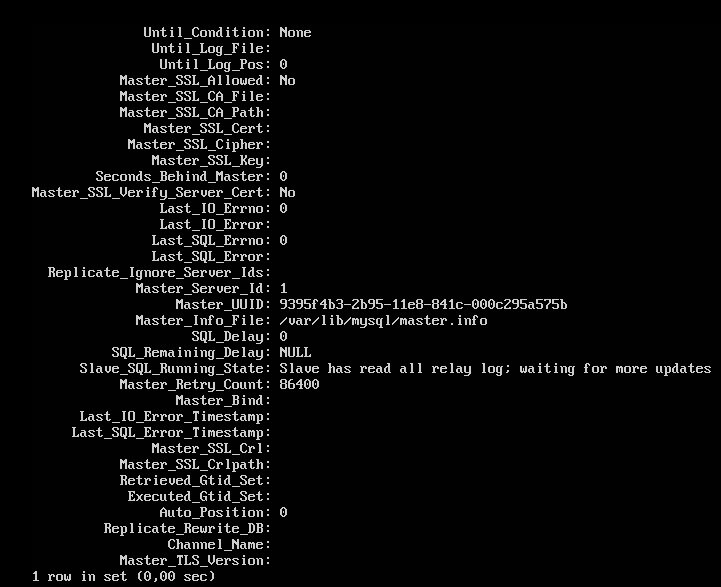 Until_Condition: None
Until_Log_File:
Until_Log_Pos: 0
Master_SSL_Allowed: No
Master_SSL_CA_File:
Master_SSL_CA_Path:
Master_SSL_Cert:
Master_SSL_Cipher:
Master_SSL_Key:
Seconds_Behind_Master: 0
Master_SSL_Verify_Server_Cert: No
Last_IO_Errno: 0
Last_IO_Error:
Last_SQL_Errno: 0
Last_SQL_Error:
Replicate_Ignore_Server_Ids:
Master_Server_Id: 1
Master_UUID: 9395f4b3-2b95-11e8-841c-000c295a575b
Master_Info_File: /var/lib/mysql/master.info
SQL_Delay: 0
SQL_Remaining_Delay: NULL
Slave_SQL_Running_State: Slave has read all relay log; waiting for more updates
Master_Retry_Count: 86400
Master_Bind:
Last_IO_Error_Timestamp:
Last_SQL_Error_Timestamp:
Master_SSL_Crl:
Master_SSL_Crlpath:
Retrieved_Gtid_Set:
Executed_Gtid_Set:
Auto_Position: 0
Replicate_Rewrite_DB:
Channel_Name:
Master_TLS_Version:
1 row in set (0,00 sec)